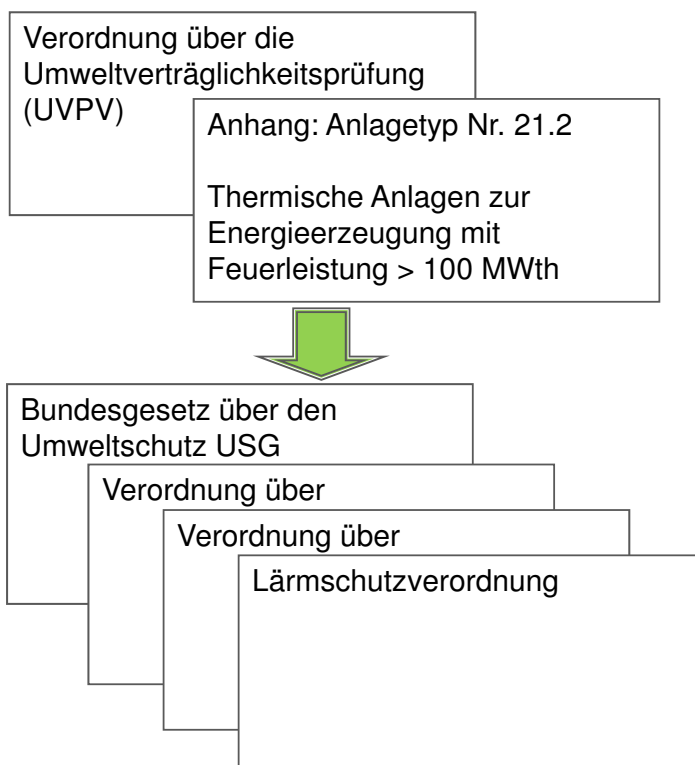 Verordnung über die
Umweltverträglichkeitsprüfung
(UVPV)
Anhang: Anlagetyp Nr. 21.2
Thermische Anlagen zur
Energieerzeugung mit
Feuerleistung > 100 MWth
Bundesgesetz über den
Umweltschutz USG
Verordnung über
Verordnung über
Lärmschutzverordnung